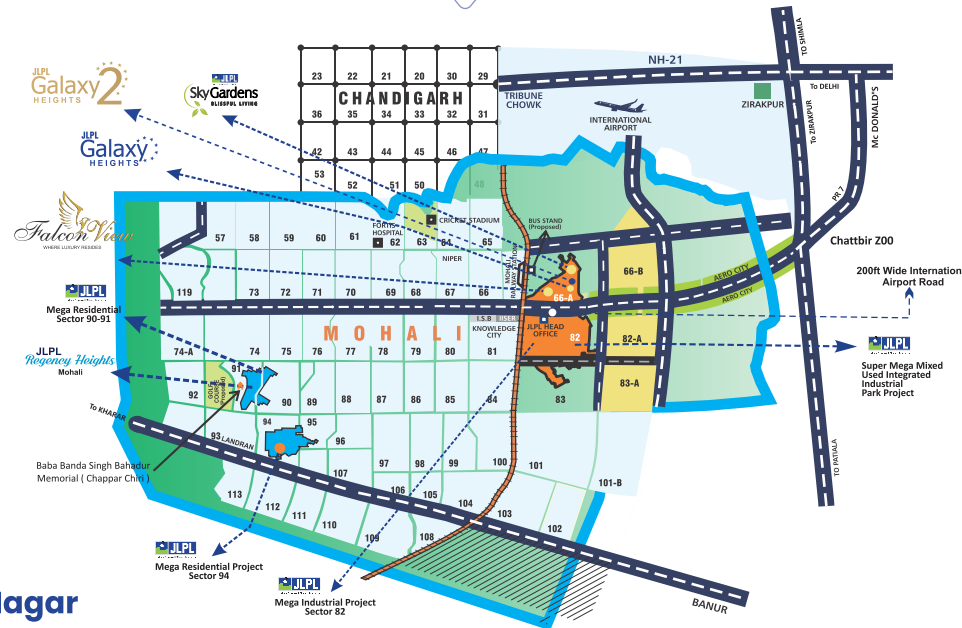 TO SHIMLA
NH-21
23 22 21 20 30 29
CHANDIGARH
TRIBUNE
CHOWK
To DELHI
ZIRAKPUR
To ZIRAKPUR
Mc DONALD'S
INTERNATIONAL
AIRPORT
36 35 34 33 32 31
42 43 44 45 46 47
53
52 51 50 48
JLPL
Galaxy 2
HEIGHTS
JLPL
SkyGardens
BLISSFUL LIVING
JLPL
Galaxy
HEIGHTS
Falcon View
WHERE LUXURY RESIDES
PR 7
Chattbir Z00
CRICKET STADIUM
FORTIS
HOSPITAL
BUS STAND
(Proposed)
57 58 59 60 61 62 63 64 65
NIPER
MOHALI
RAILWAY STATION
66-B
AERO CITY
AERO CITY
200ft Wide Internation
Airport Road
119 73 72 71 70 69 68 67 66
66-A
JLPL
Mega Residential
Sector 90-91
MOHALI
I.S.B IISER
KNOWLEDGE
CITY
JLPL HEAD
OFFICE
82
82-A
JLPL
Super Mega Mixed
Used Integrated
Industrial
Park Project
74-A 74 75 76 77 78 79 80 81
JLPL
Regency Heights
Mohali
91
GOLF
COURSE
(Proposed)
92 90 89 88 87 86 85 84 83
83-A
To KHARAR
93 LANDRAN
94 95 96
Baba Banda Singh Bahadur
Memorial ( Chappar Chiri )
97 98 99 100 101
101-B
TO PATIALA
107 106 105 104 103 102
113 112 111 110 109 108
JLPL
Mega Residential Project
Sector 94
JLPL
Mega Industrial Project
Sector 82
BANUR
Nagar